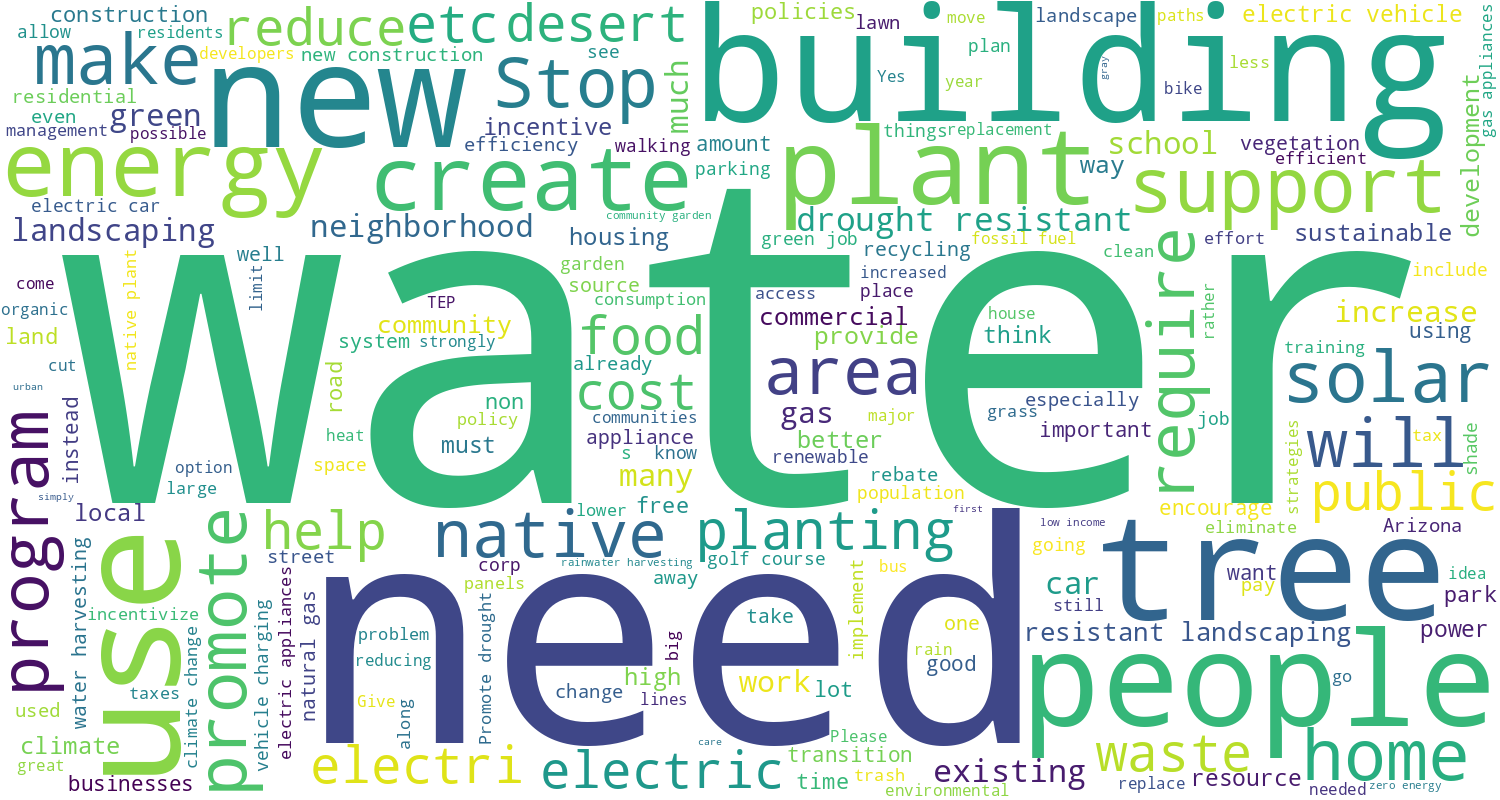 construction
allow
residents
reduce
etc
desert
policies
lawn
move
landscape
paths
electric vehicle
make
developers
new construction
see
much
plan
Yes
year
gray
less
bike
gas appliances
residential
even
green
new
Stop
building
management
possible
incentive
efficiency
walking
amount
parking
things
replacement
school
vegetation
efficient
development
energy
create
plant
way
support
electric car
community garden
landscaping
neighborhood
housing
drought resistant
green job
recycling
fossil fuel
clean
effort
sustainable
well
limit
garden
source
increased
include
come
organic
native plant
TEP
consumption
access
place
house
require
rather
increase
land
community
food
commercial
provide
think
using
system
strongly
already
training
cut
road
water
area
solar
urban
cost
non
policy
communities
gas
major
grass
especially
job
program
instead
heat
must
appliance
better
important
will
tax
shade
option
space
s
know
renewable
strategies
large
many
rebate
simply
population
public
local
lower
free
first
encourage
promote
help
native
planting
low income
eliminate
Arizona
street
corp
rainwater harvesting
golf course
going
tree
use
water harvesting
panels
away
bus
car
want
pay
idea
incentivize
need
take
implement
still
park
climate change
vehicle charging
electric appliances
natural gas
problem
Promote drought
big
one
resistant landscaping
power
reducing
rain
good
taxes
change
high
work
lot
people
go
used
Give
along
lines
climate
care
Please
waste
home
great
electri
electric
transition
existing
businesses
time
trash
environmental
replace
resource
needed
zero energy